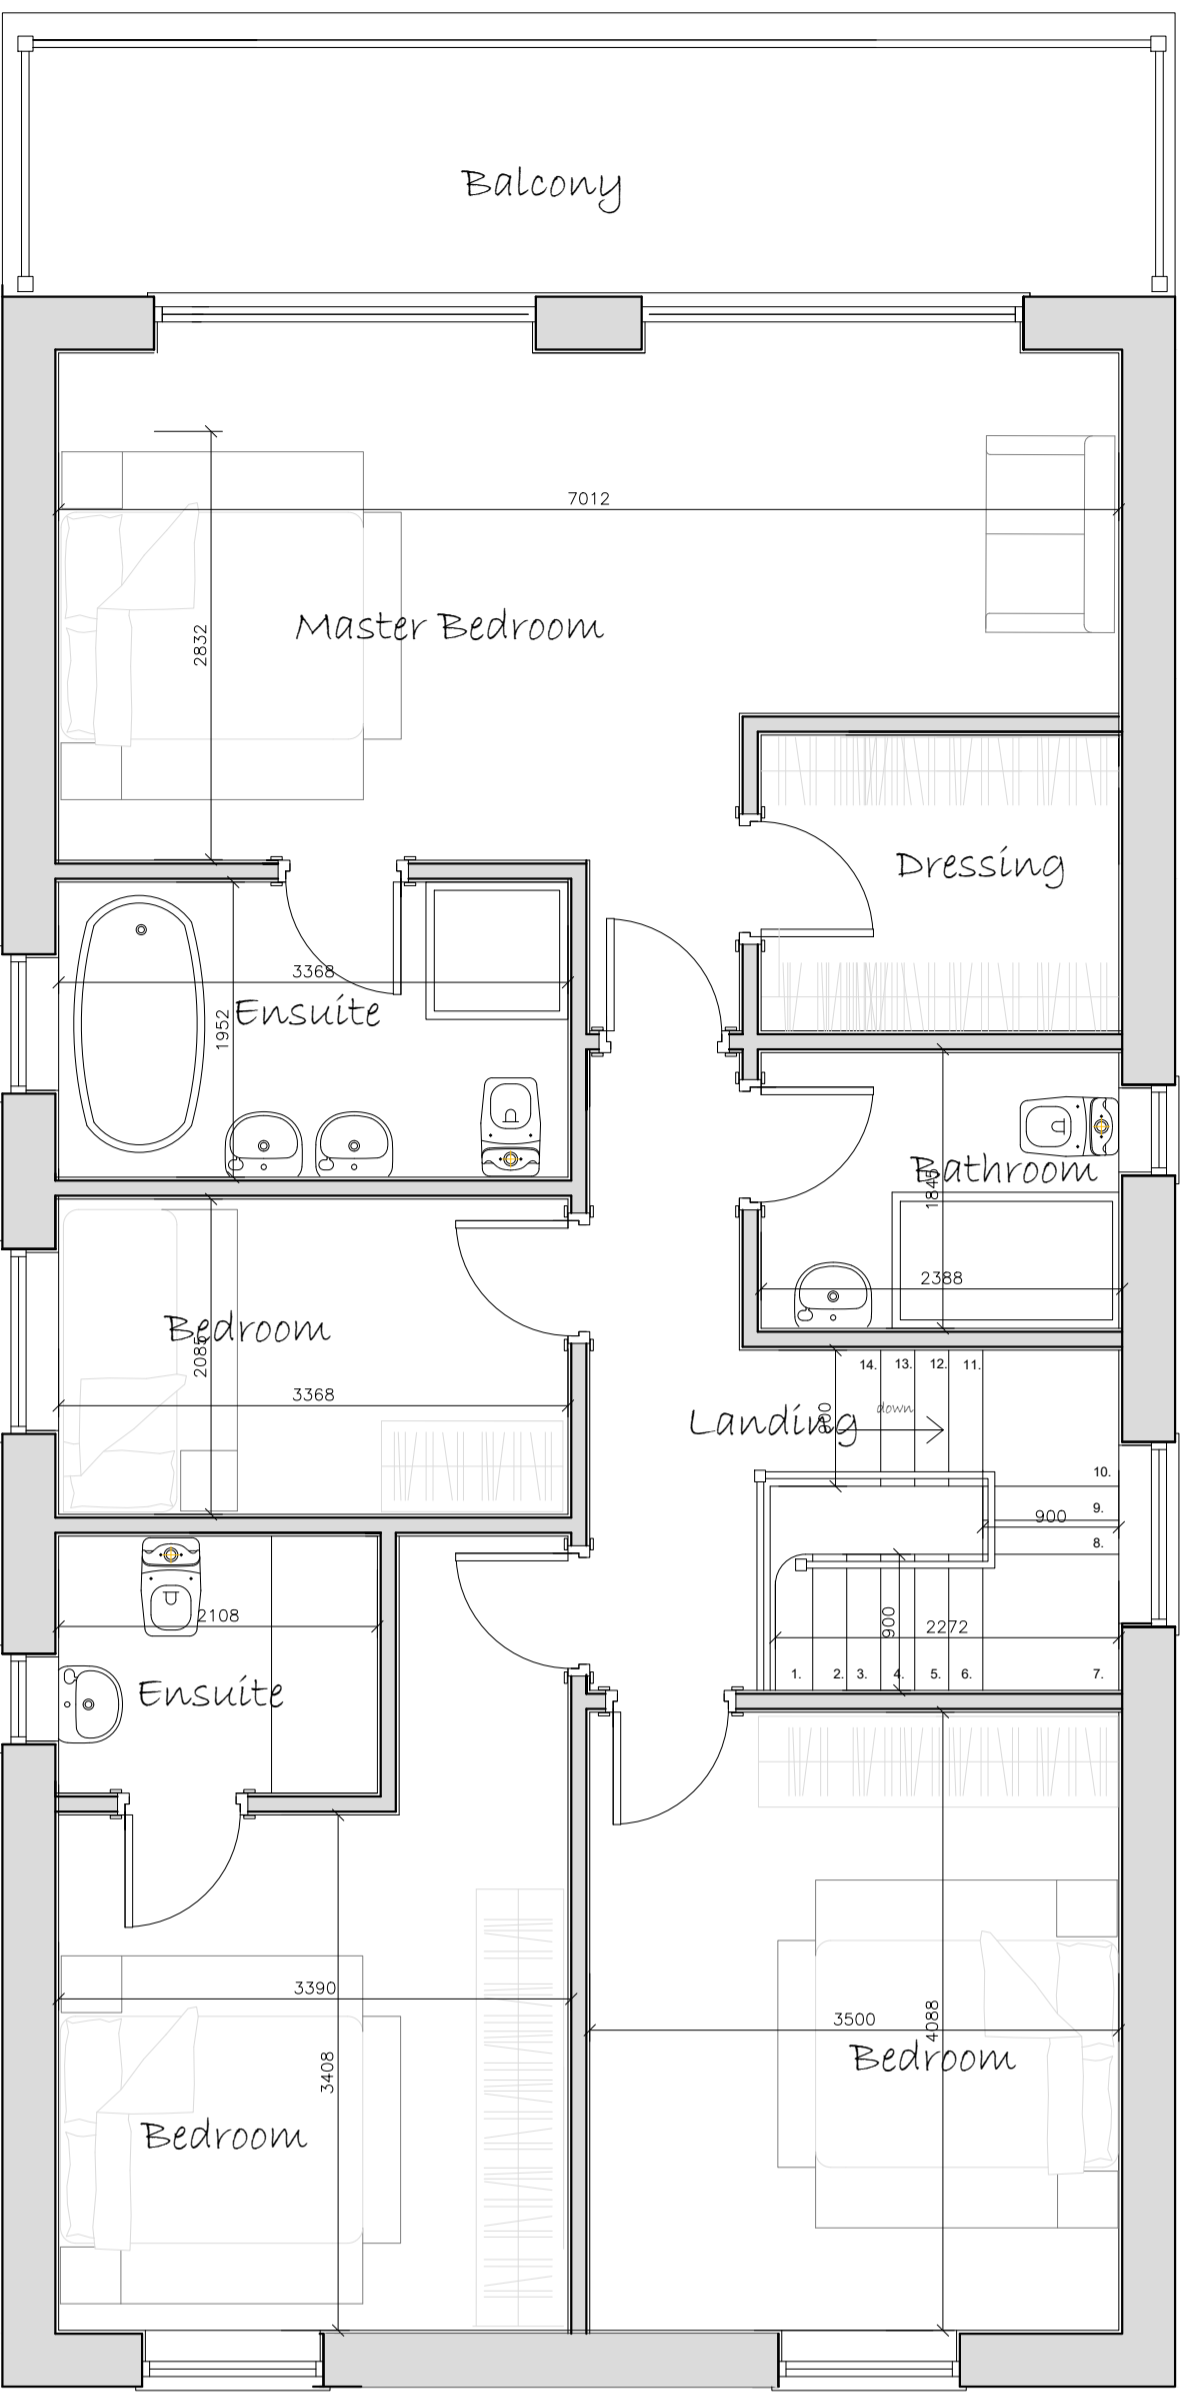 Balcony
7012
Master Bedroom
2832
Dressing
3368
Ensuite
1952
Bathroom
1845
2388
Bedroom
2085
3368
14. 13. 12. 11.
down
Landing
900
10.
9.
900
8.
2108
900
2272
Ensuite
1. 2. 3. 4. 5. 6. 7.
3390
3408
3500
4088
Bedroom
Bedroom